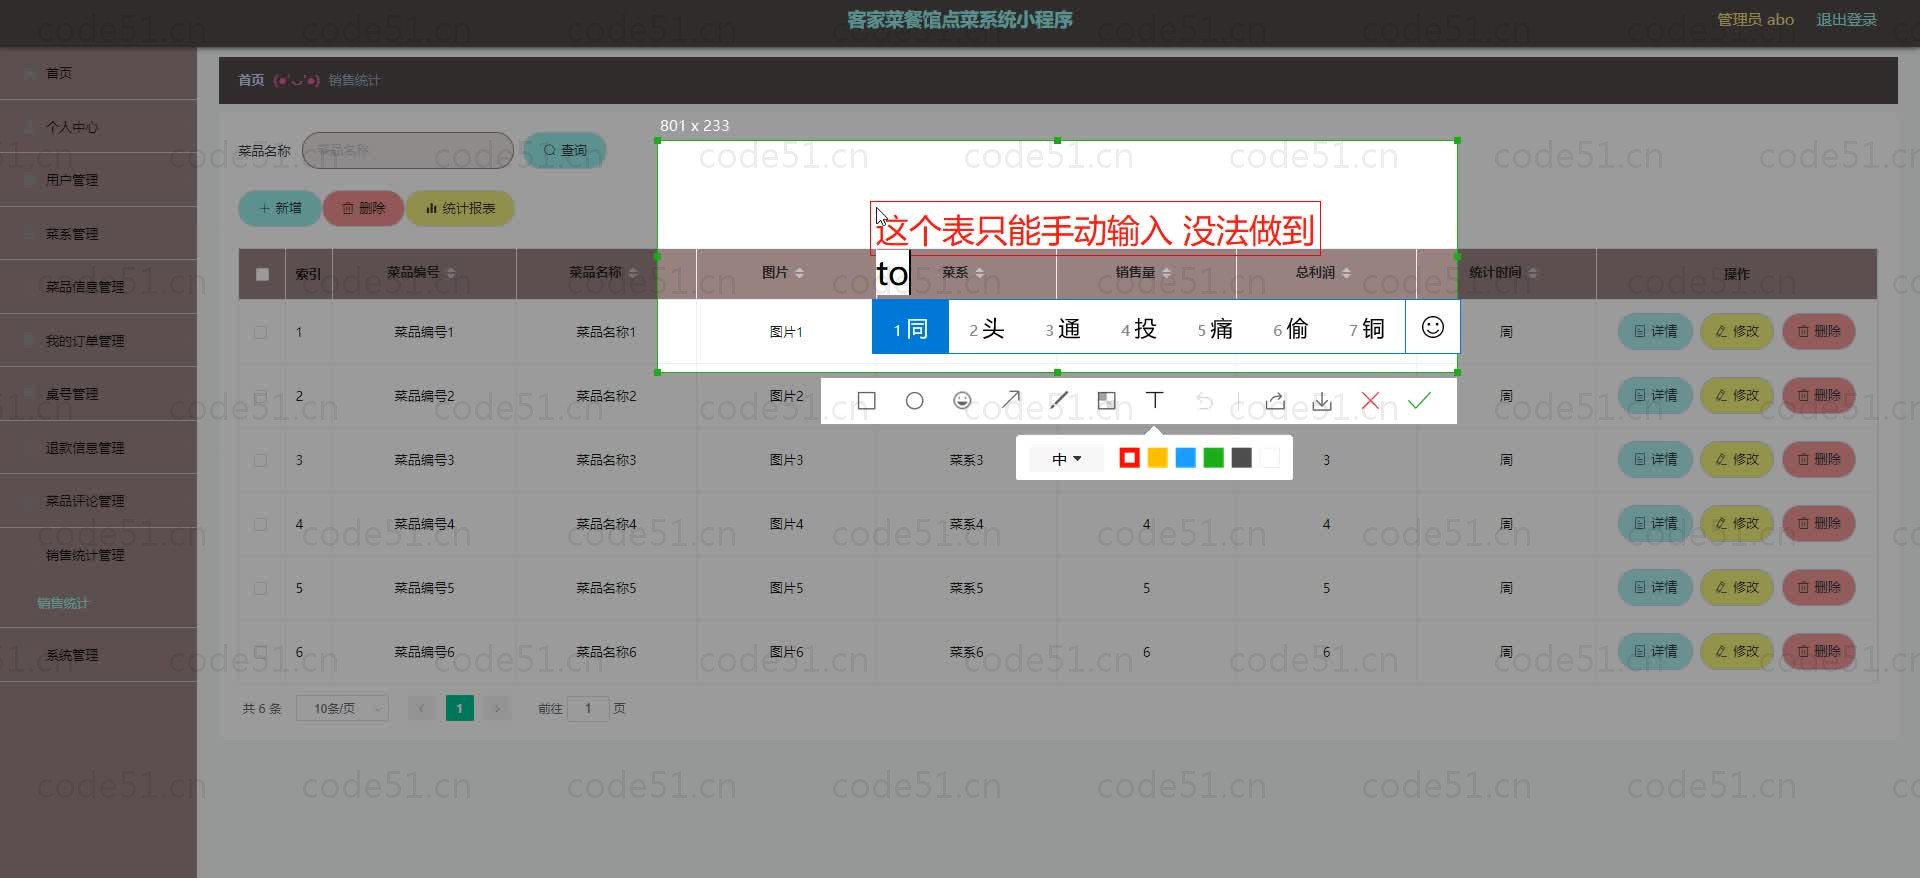 客家菜餐馆点菜系统小程序
管理员 abo 退出登录
首页
个人中心
用户管理
菜系管理
菜品信息管理
我的订单管理
桌号管理
退款信息管理
菜品评论管理
销售统计管理
销售统计
系统管理
首页 (●'◡'●) 销售统计
801 x 233
菜品名称 菜品名称 查询
新增 删除 统计报表
这个表只能手动输入 没法做到
to
1 同 2 头 3 通 4 投 5 痛 6 偷 7 铜
索引 菜品编号 菜品名称 图片 菜系 销售量 总利润 统计时间 操作
1 菜品编号1 菜品名称1 图片1 周 详情 修改 删除
2 菜品编号2 菜品名称2 图片2 周 详情 修改 删除
中
3 菜品编号3 菜品名称3 图片3 菜系3 3 周 详情 修改 删除
4 菜品编号4 菜品名称4 图片4 菜系4 4 4 周 详情 修改 删除
5 菜品编号5 菜品名称5 图片5 菜系5 5 5 周 详情 修改 删除
6 菜品编号6 菜品名称6 图片6 菜系6 6 6 周 详情 修改 删除
共 6 条 10条/页 1 前往 1 页
code51.cn